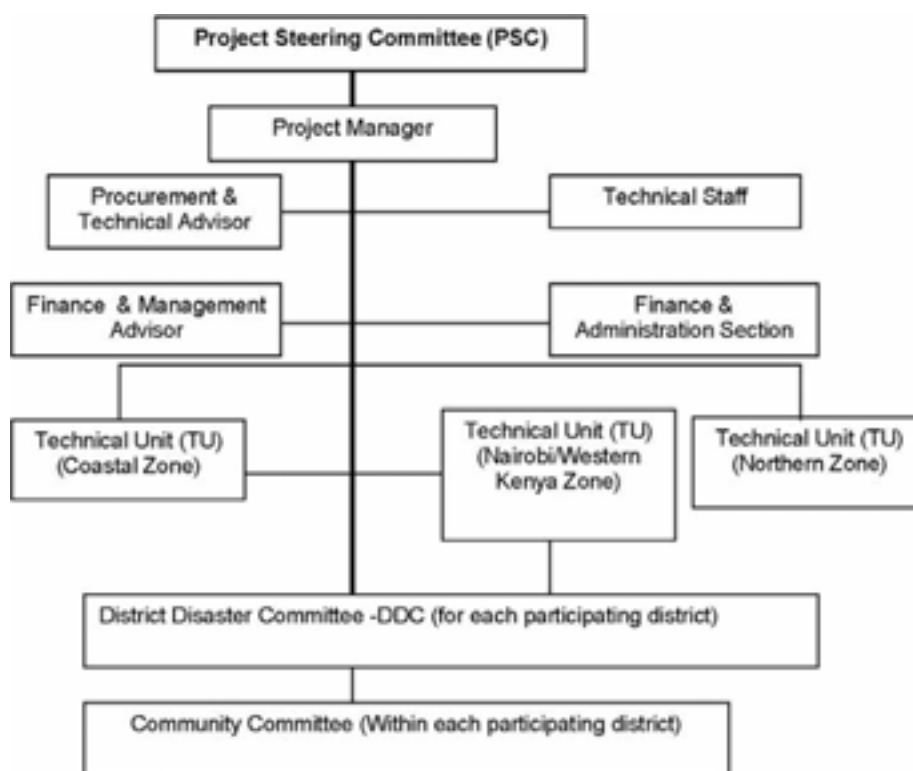 Project Steering Committee (PSC)
Project Manager
Procurement &
Technical Advisor
Technical Staff
Finance & Management
Advisor
Finance &
Administration Section
Technical Unit (TU)
(Coastal Zone)
Technical Unit (TU)
(Nairobi/Western
Kenya Zone)
Technical Unit (TU)
(Northern Zone)
District Disaster Committee -DDC (for each participating district)
Community Committee (Within each participating district)